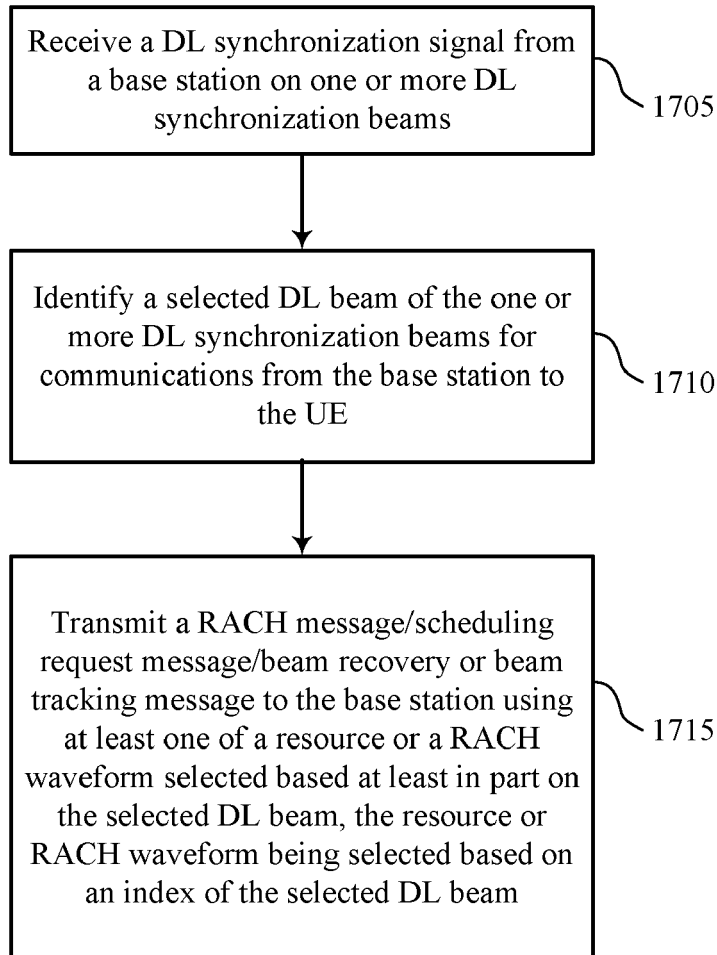 Receive a DL synchronization signal from
a base station on one or more DL
synchronization beams
1705
Identify a selected DL beam of the one or
more DL synchronization beams for
communications from the base station to
the UE
1710
Transmit a RACH message/scheduling
request message/beam recovery or beam
tracking message to the base station using
at least one of a resource or a RACH
waveform selected based at least in part on
the selected DL beam, the resource or
RACH waveform being selected based on
an index of the selected DL beam
1715